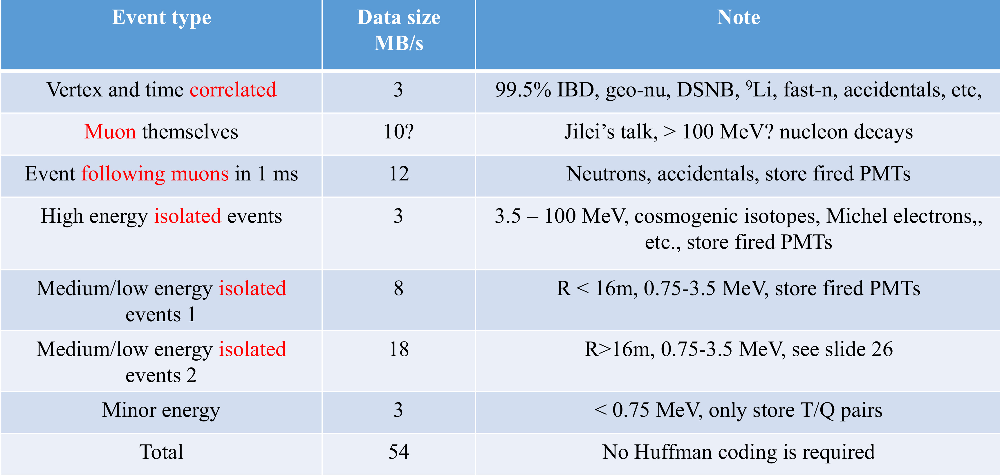 Event type
Data size
MB/s
Note
Vertex and time correlated
3
99.5% IBD, geo-nu, DSNB, ⁹Li, fast-n, accidentals, etc,
Muon themselves
10?
Jilei’s talk, > 100 MeV? nucleon decays
Event following muons in 1 ms
12
Neutrons, accidentals, store fired PMTs
High energy isolated events
3
3.5 – 100 MeV, cosmogenic isotopes, Michel electrons,,
etc., store fired PMTs
Medium/low energy isolated
events 1
8
R < 16m, 0.75-3.5 MeV, store fired PMTs
Medium/low energy isolated
events 2
18
R>16m, 0.75-3.5 MeV, see slide 26
Minor energy
3
< 0.75 MeV, only store T/Q pairs
Total
54
No Huffman coding is required